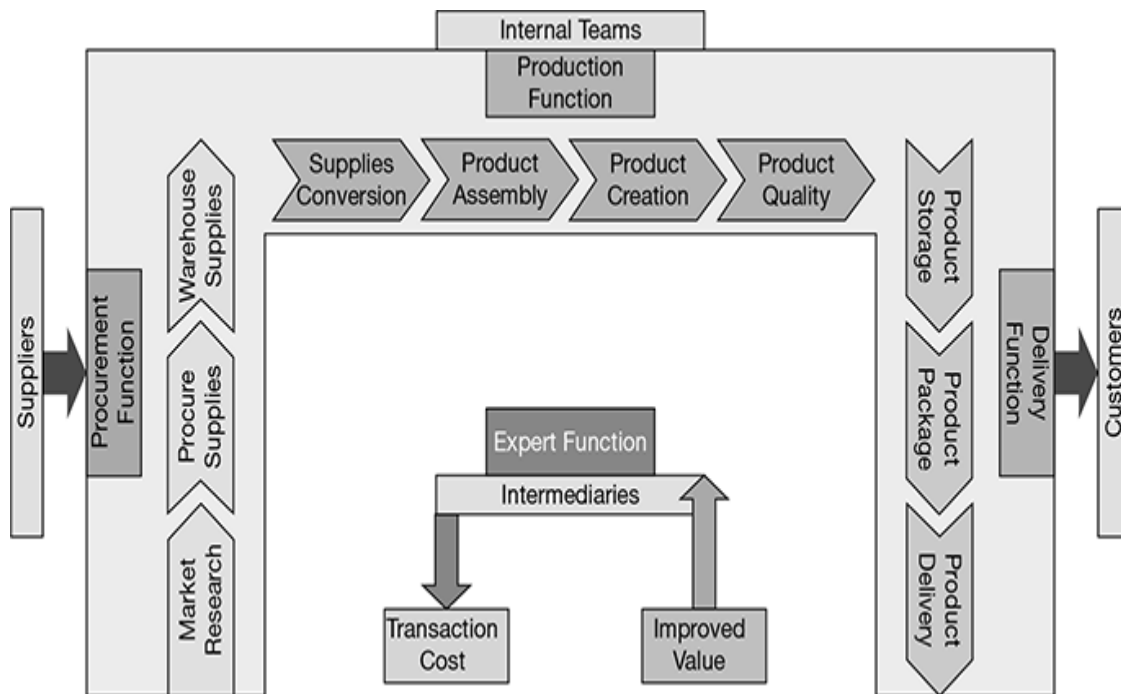 Internal Teams
Production
Function
Supplies
Conversion
Product
Assembly
Product
Creation
Product
Quality
Suppliers
Procurement
Function
Warehouse
Supplies
Procure
Supplies
Market
Research
Product
Storage
Product
Package
Product
Delivery
Delivery
Function
Customers
Expert Function
Intermediaries
Transaction
Cost
Improved
Value